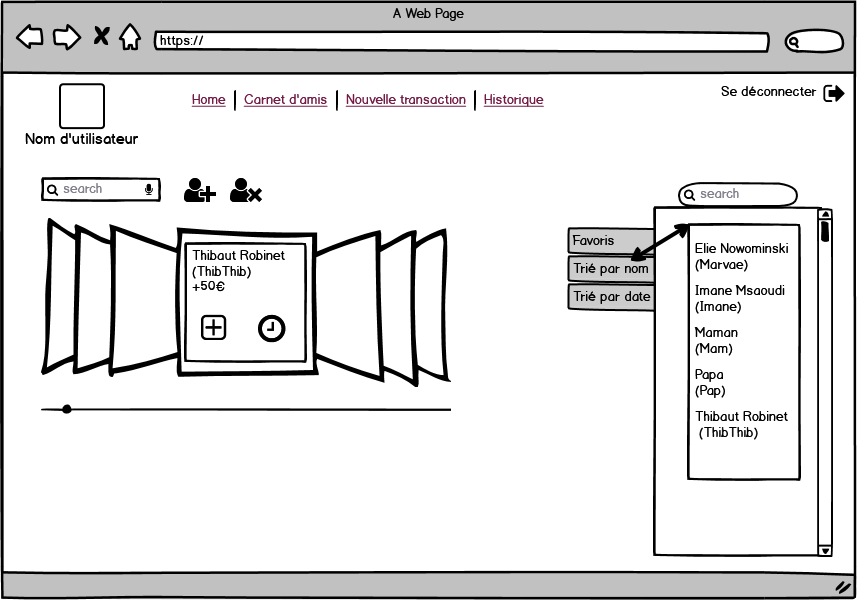 A Web Page
https://
Home Carnet d'amis Nouvelle transaction Historique
Se déconnecter
Nom d'utilisateur
search
Thibaut Robinet
(ThibThib)
+50€
search
Favoris
Trié par nom
Trié par date
Elie Nowominski
(Marvae)
Imane Msaoudi
(Imane)
Maman
(Mam)
Papa
(Pap)
Thibaut Robinet
(ThibThib)